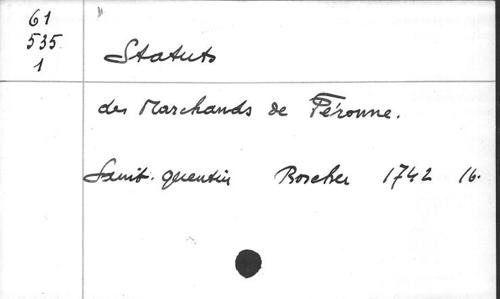 61
535
1
"
Statuts
des Marchands de Péronne.
Saint-quentin Boscher 1742 16.